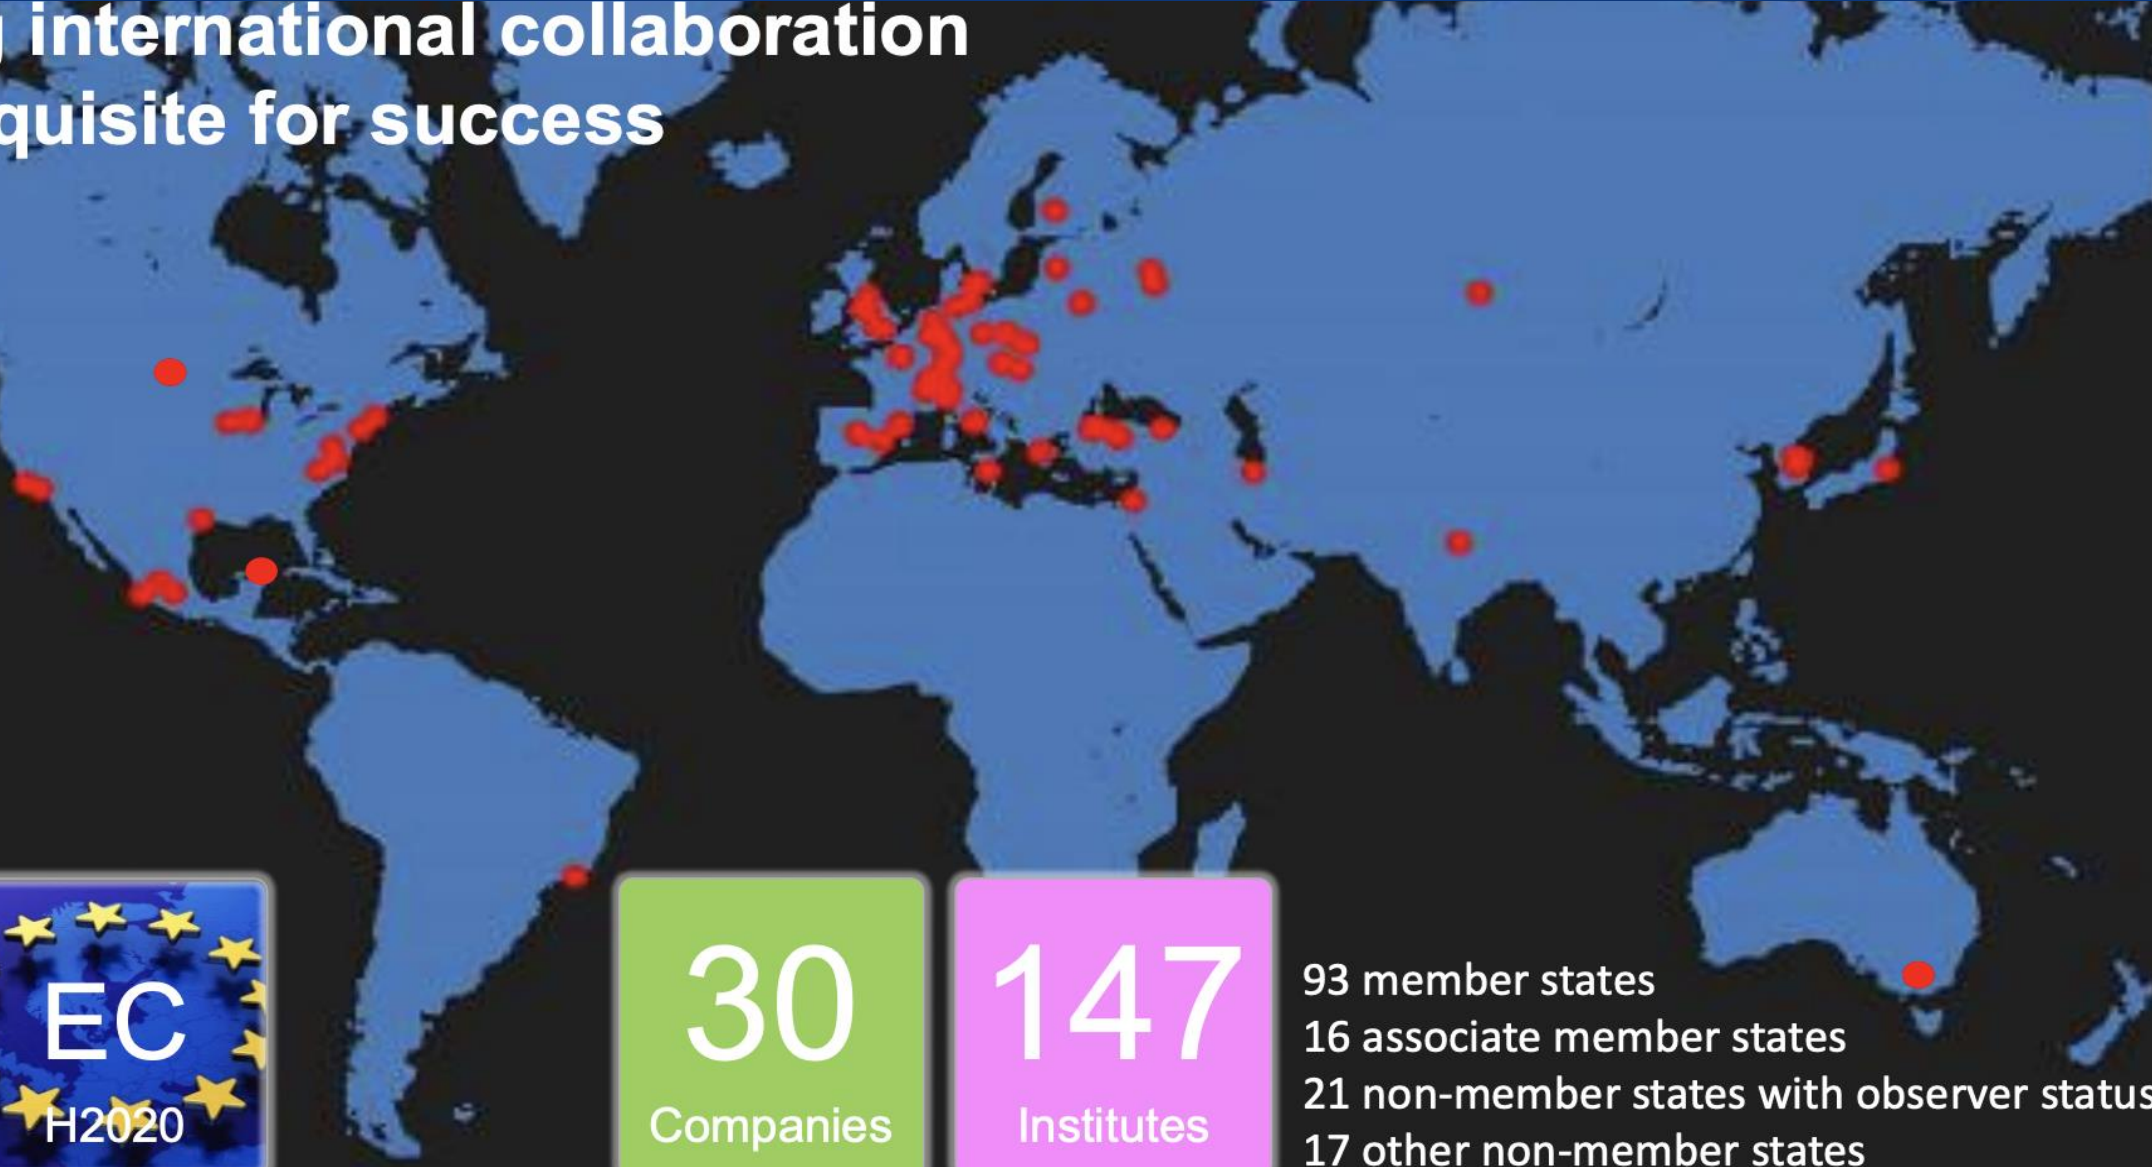 international collaboration
quisite for success
EC
H2020
30
Companies
147
Institutes
93 member states
16 associate member states
21 non-member states with observer status
17 other non-member states